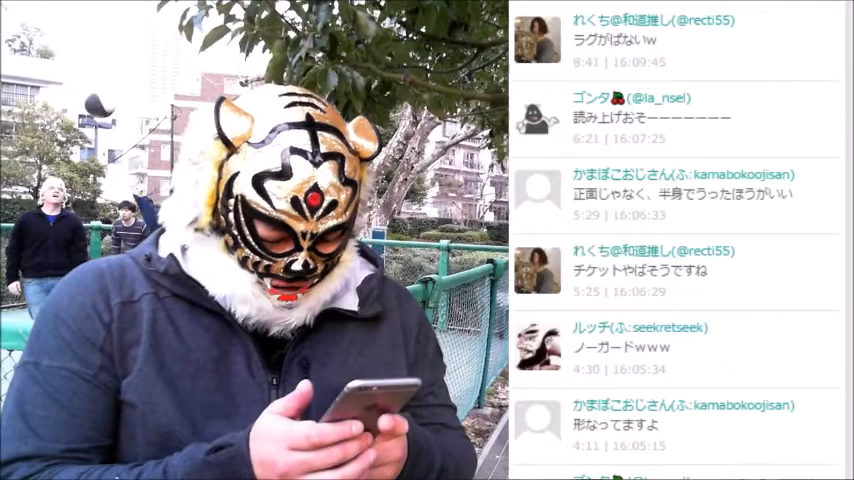 れくち@和道推し(@recti55)
ラグがぱないw
8:41 | 16:09:45
ゴンタ🍒(@la_nsel)
読み上げおそーーーーーーー
6:21 | 16:07:25
かまぼこおじさん(ふ:kamabokoojisan)
正面じゃなく、半身でうったほうがいい
5:29 | 16:06:33
れくち@和道推し(@recti55)
チケットやばそうですね
5:25 | 16:06:29
ルッチ(ふ:seekretseek)
ノーガードwww
4:30 | 16:05:34
かまぼこおじさん(ふ:kamabokoojisan)
形なってますよ
4:11 | 16:05:15